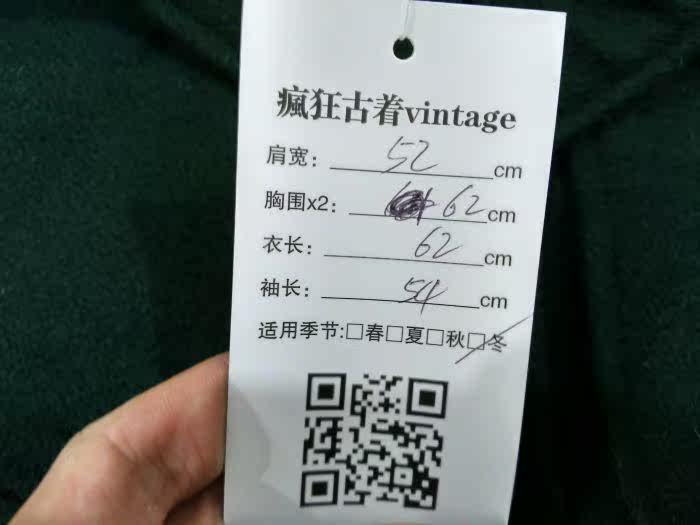 瘋狂古着vintage
肩宽：52cm
胸围x2：62cm
衣长：62cm
袖长：54cm
适用季节:□春□夏□秋□冬